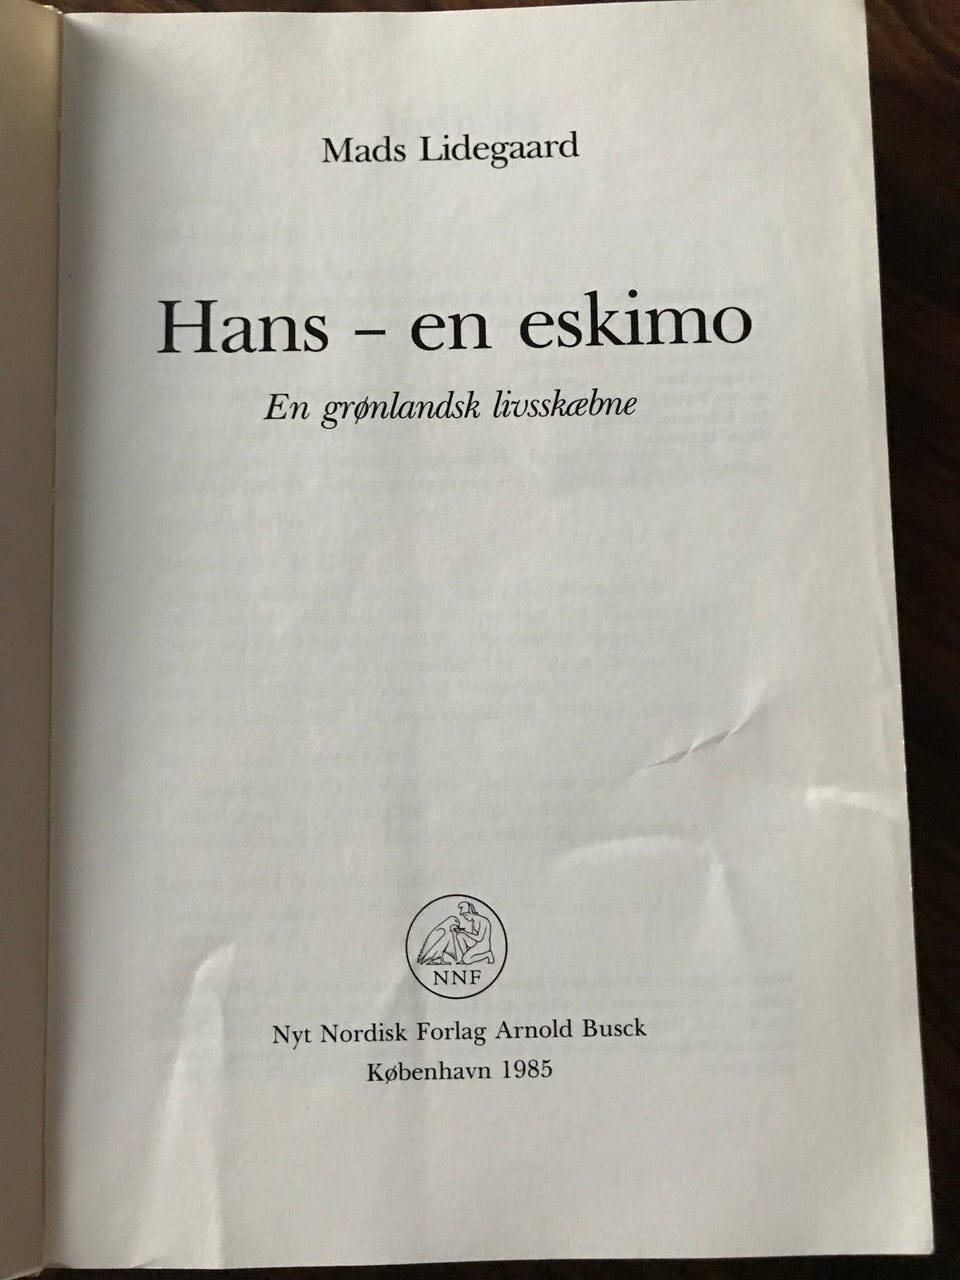 Mads Lidegaard
Hans – en eskimo
En grønlandsk livsskæbne
NNF
Nyt Nordisk Forlag Arnold Busck
København 1985